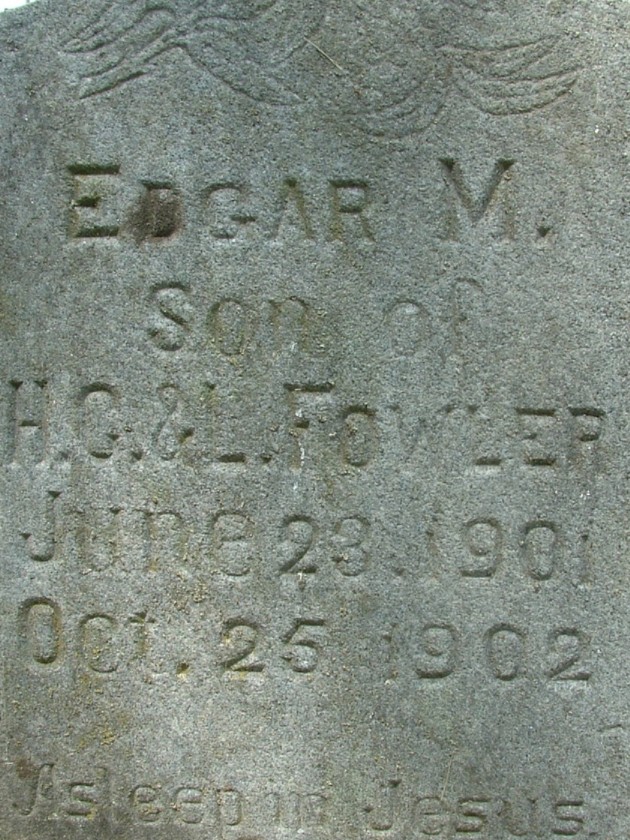 EDGAR M.
Son of
H.C.&L. FOWLER
June 23. 1901
Oct. 25 1902
Asleep in Jesus